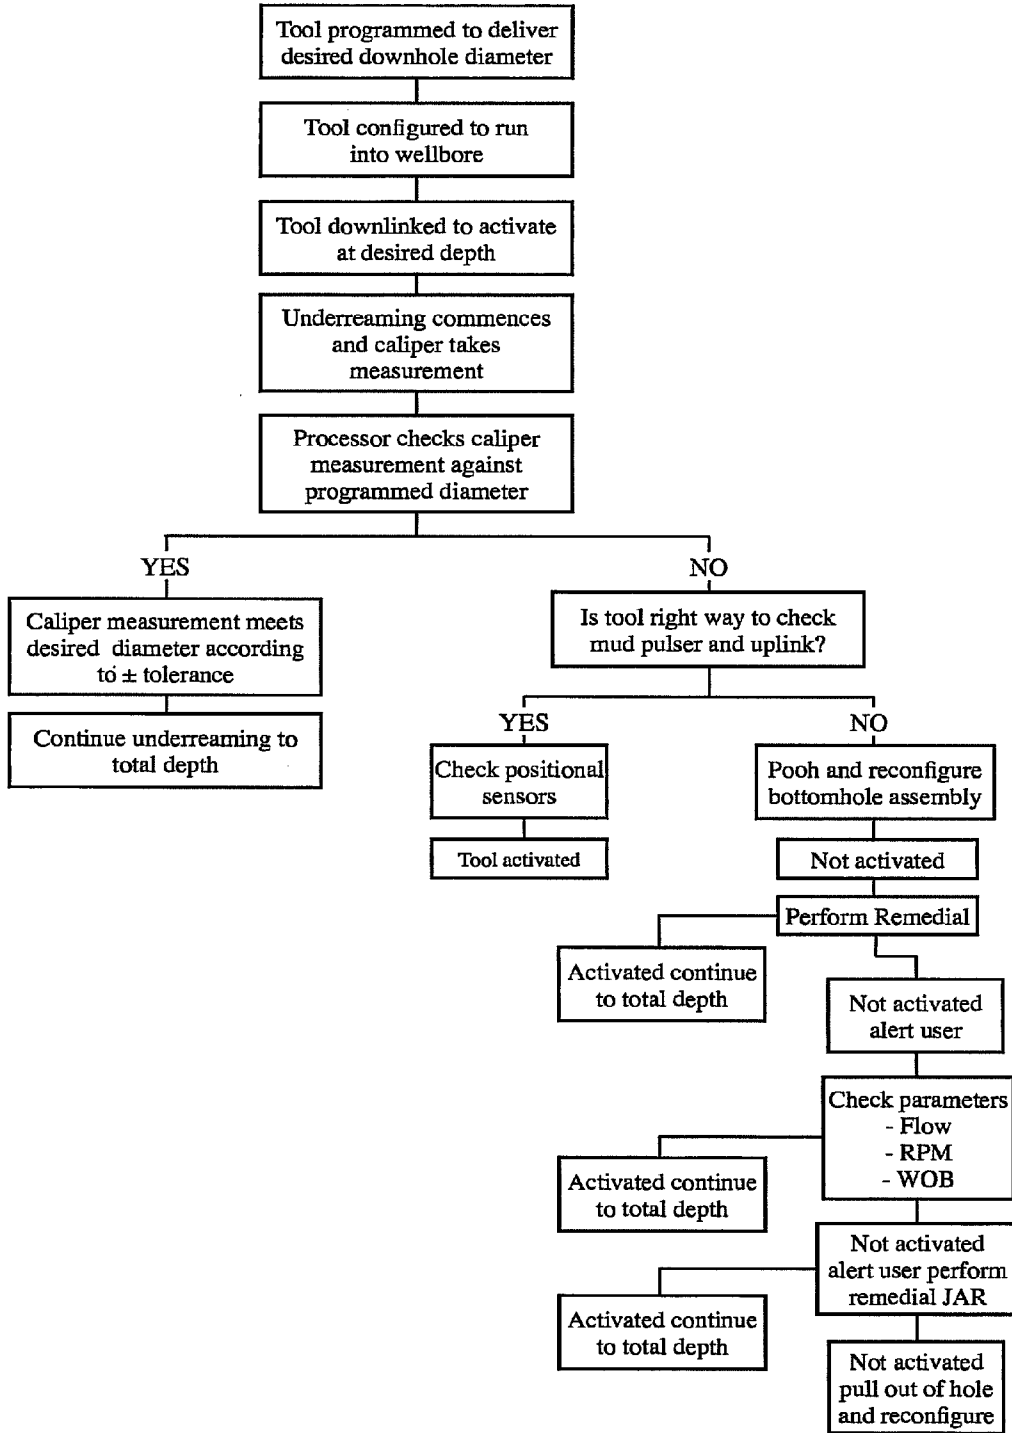 Tool programmed to deliver
desired downhole diameter
Tool configured to run
into wellbore
Tool downlinked to activate
at desired depth
Underreaming commences
and caliper takes
measurement
Processor checks caliper
measurement against
programmed diameter
YES
NO
Caliper measurement meets
desired diameter according
to ± tolerance
Continue underreaming to
total depth
Is tool right way to check
mud pulser and uplink?
YES
NO
Check positional
sensors
Tool activated
Pooh and reconfigure
bottomhole assembly
Not activated
Perform Remedial
Activated continue
to total depth
Not activated
alert user
Check parameters
- Flow
- RPM
- WOB
Activated continue
to total depth
Not activated
alert user perform
remedial JAR
Activated continue
to total depth
Not activated
pull out of hole
and reconfigure